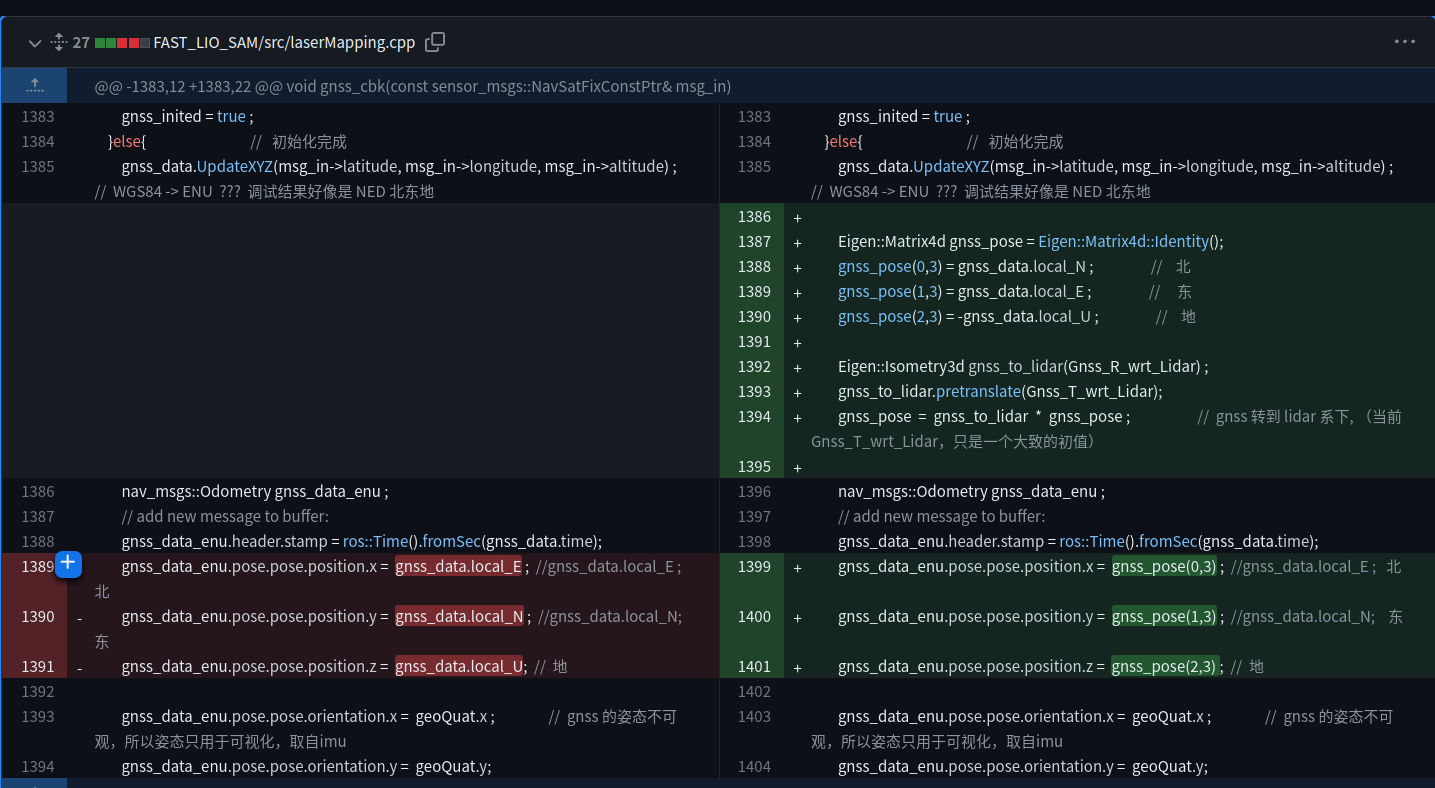 27 FAST_LIO_SAM/src/laserMapping.cpp
@@ -1383,12 +1383,22 @@ void gnss_cbk(const sensor_msgs::NavSatFixConstPtr& msg_in)
1383 gnss_inited = true ;
1384 }else{ // 初始化完成
1385 gnss_data.UpdateXYZ(msg_in->latitude, msg_in->longitude, msg_in->altitude) ;
// WGS84 -> ENU ??? 调试结果好像是 NED 北东地
1386 nav_msgs::Odometry gnss_data_enu ;
1387 // add new message to buffer:
1388 gnss_data_enu.header.stamp = ros::Time().fromSec(gnss_data.time);
1389 gnss_data_enu.pose.pose.position.x = gnss_data.local_E ; //gnss_data.local_E ;
北
1390 - gnss_data_enu.pose.pose.position.y = gnss_data.local_N ; //gnss_data.local_N;
东
1391 - gnss_data_enu.pose.pose.position.z = gnss_data.local_U; // 地
1392
1393 gnss_data_enu.pose.pose.orientation.x = geoQuat.x ; // gnss 的姿态不可
观，所以姿态只用于可视化，取自imu
1394 gnss_data_enu.pose.pose.orientation.y = geoQuat.y;
1383 gnss_inited = true ;
1384 }else{ // 初始化完成
1385 gnss_data.UpdateXYZ(msg_in->latitude, msg_in->longitude, msg_in->altitude) ;
// WGS84 -> ENU ??? 调试结果好像是 NED 北东地
1386 +
1387 + Eigen::Matrix4d gnss_pose = Eigen::Matrix4d::Identity();
1388 + gnss_pose(0,3) = gnss_data.local_N ; // 北
1389 + gnss_pose(1,3) = gnss_data.local_E ; // 东
1390 + gnss_pose(2,3) = -gnss_data.local_U ; // 地
1391 +
1392 + Eigen::Isometry3d gnss_to_lidar(Gnss_R_wrt_Lidar) ;
1393 + gnss_to_lidar.pretranslate(Gnss_T_wrt_Lidar);
1394 + gnss_pose = gnss_to_lidar * gnss_pose ; // gnss 转到 lidar 系下, （当前
Gnss_T_wrt_Lidar，只是一个大致的初值）
1395 +
1396 nav_msgs::Odometry gnss_data_enu ;
1397 // add new message to buffer:
1398 gnss_data_enu.header.stamp = ros::Time().fromSec(gnss_data.time);
1399 + gnss_data_enu.pose.pose.position.x = gnss_pose(0,3) ; //gnss_data.local_E ; 北
1400 + gnss_data_enu.pose.pose.position.y = gnss_pose(1,3) ; //gnss_data.local_N; 东
1401 + gnss_data_enu.pose.pose.position.z = gnss_pose(2,3) ; // 地
1402
1403 gnss_data_enu.pose.pose.orientation.x = geoQuat.x ; // gnss 的姿态不可
观，所以姿态只用于可视化，取自imu
1404 gnss_data_enu.pose.pose.orientation.y = geoQuat.y;